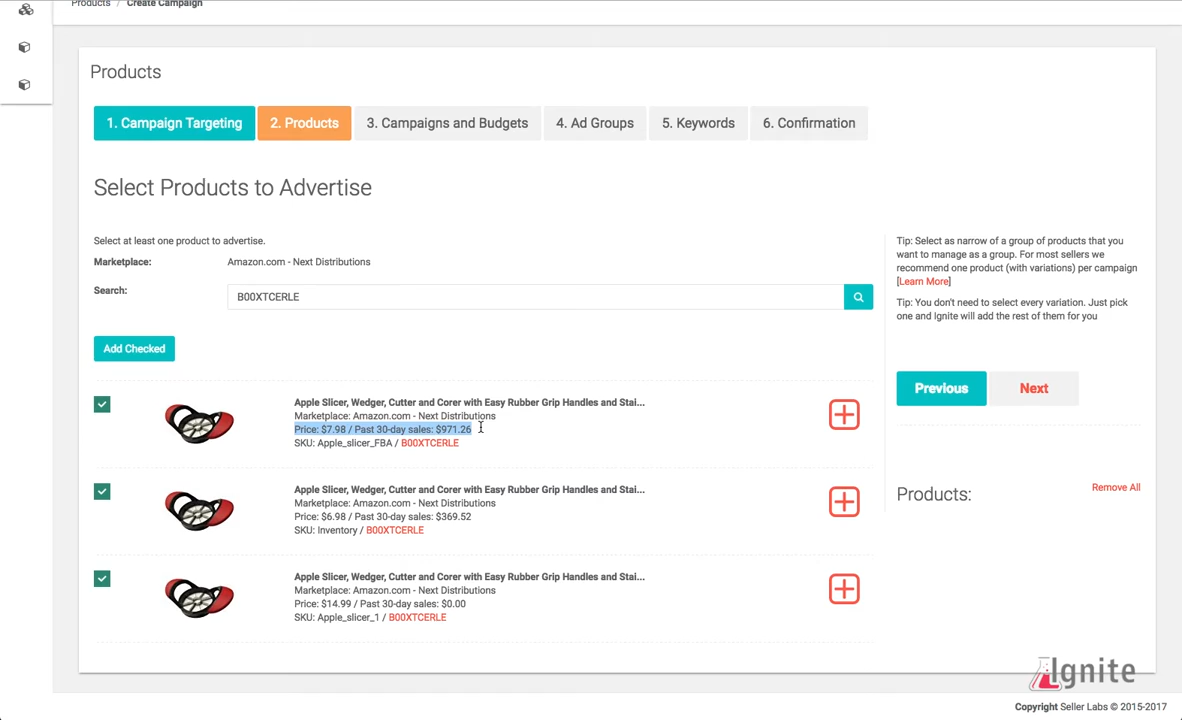 Products / Create Campaign
Products
1. Campaign Targeting
2. Products
3. Campaigns and Budgets
4. Ad Groups
5. Keywords
6. Confirmation
Select Products to Advertise
Select at least one product to advertise.
Marketplace: Amazon.com - Next Distributions
Search: B00XTCERLE
Add Checked
Apple Slicer, Wedger, Cutter and Corer with Easy Rubber Grip Handles and Stai...
Marketplace: Amazon.com - Next Distributions
Price: $7.98 / Past 30-day sales: $971.26
SKU: Apple_slicer_FBA / B00XTCERLE
Apple Slicer, Wedger, Cutter and Corer with Easy Rubber Grip Handles and Stai...
Marketplace: Amazon.com - Next Distributions
Price: $6.98 / Past 30-day sales: $369.52
SKU: Inventory / B00XTCERLE
Apple Slicer, Wedger, Cutter and Corer with Easy Rubber Grip Handles and Stai...
Marketplace: Amazon.com - Next Distributions
Price: $14.99 / Past 30-day sales: $0.00
SKU: Apple_slicer_1 / B00XTCERLE
Tip: Select as narrow of a group of products that you
want to manage as a group. For most sellers we
recommend one product (with variations) per campaign
[Learn More]
Tip: You don't need to select every variation. Just pick
one and Ignite will add the rest of them for you
Previous
Next
Products:
Remove All
Ignite
Copyright Seller Labs © 2015-2017